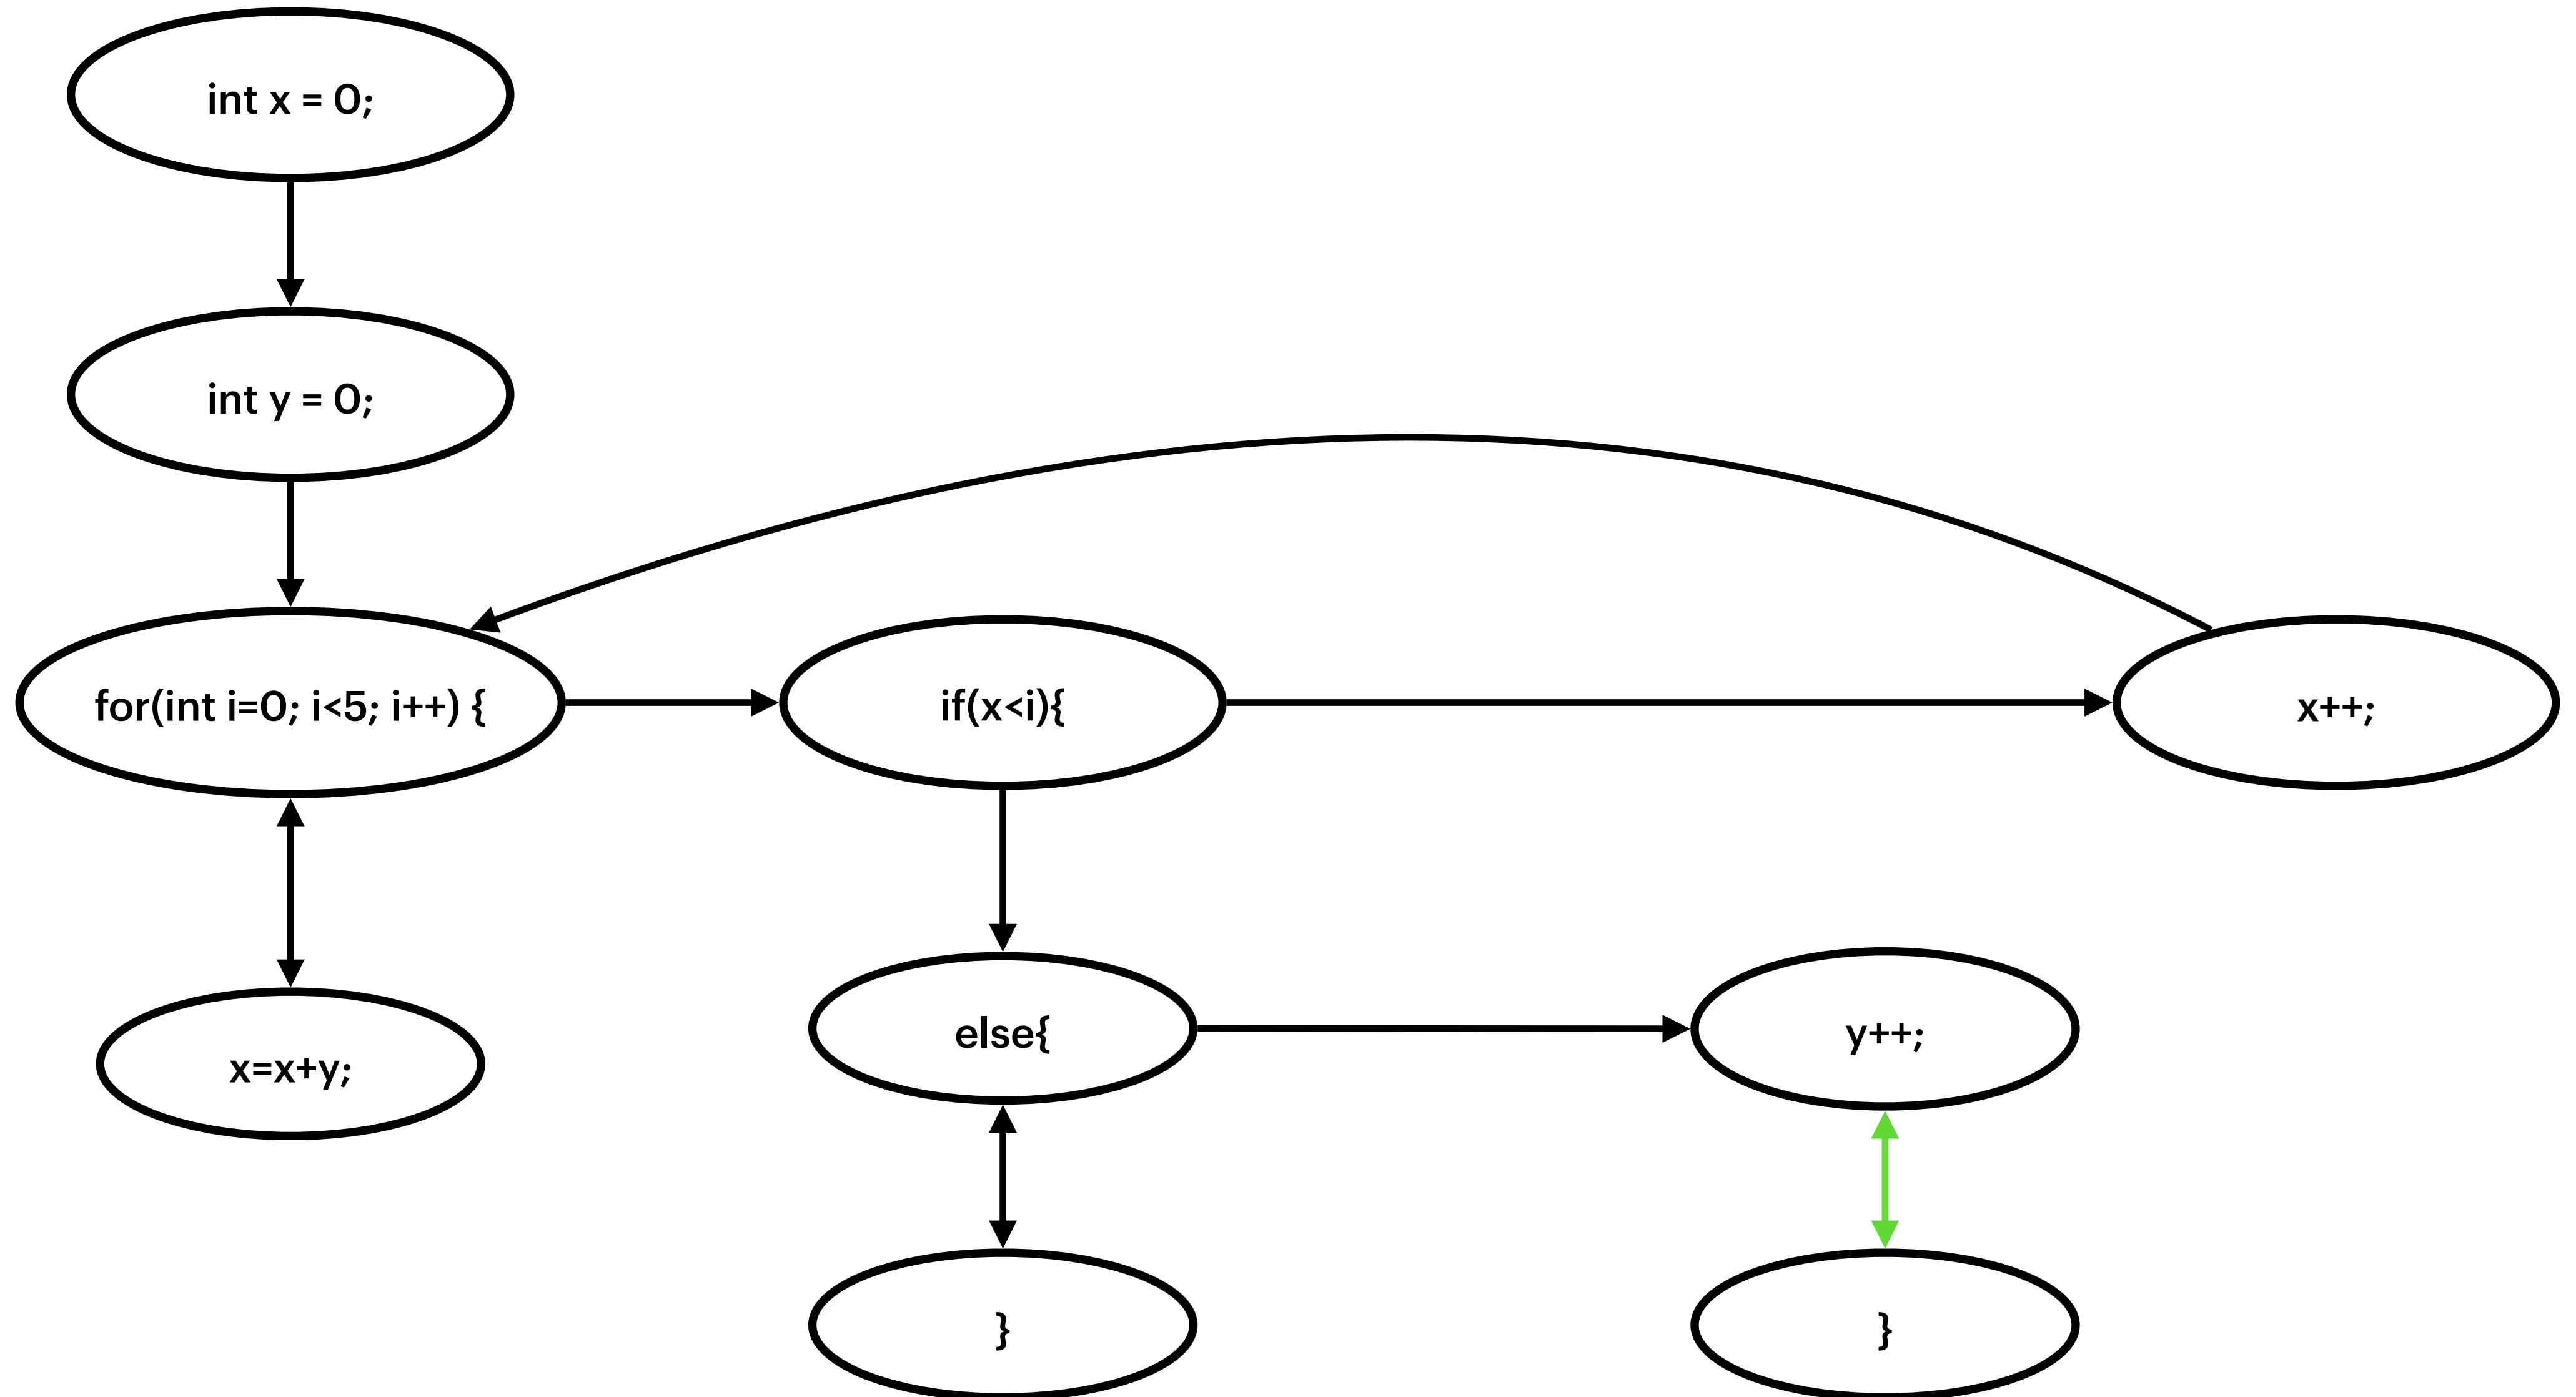 int x = 0;
int y = 0;
for(int i=0; i<5; i++) {
if(x<i){
x++;
x=x+y;
else{
y++;
}
}